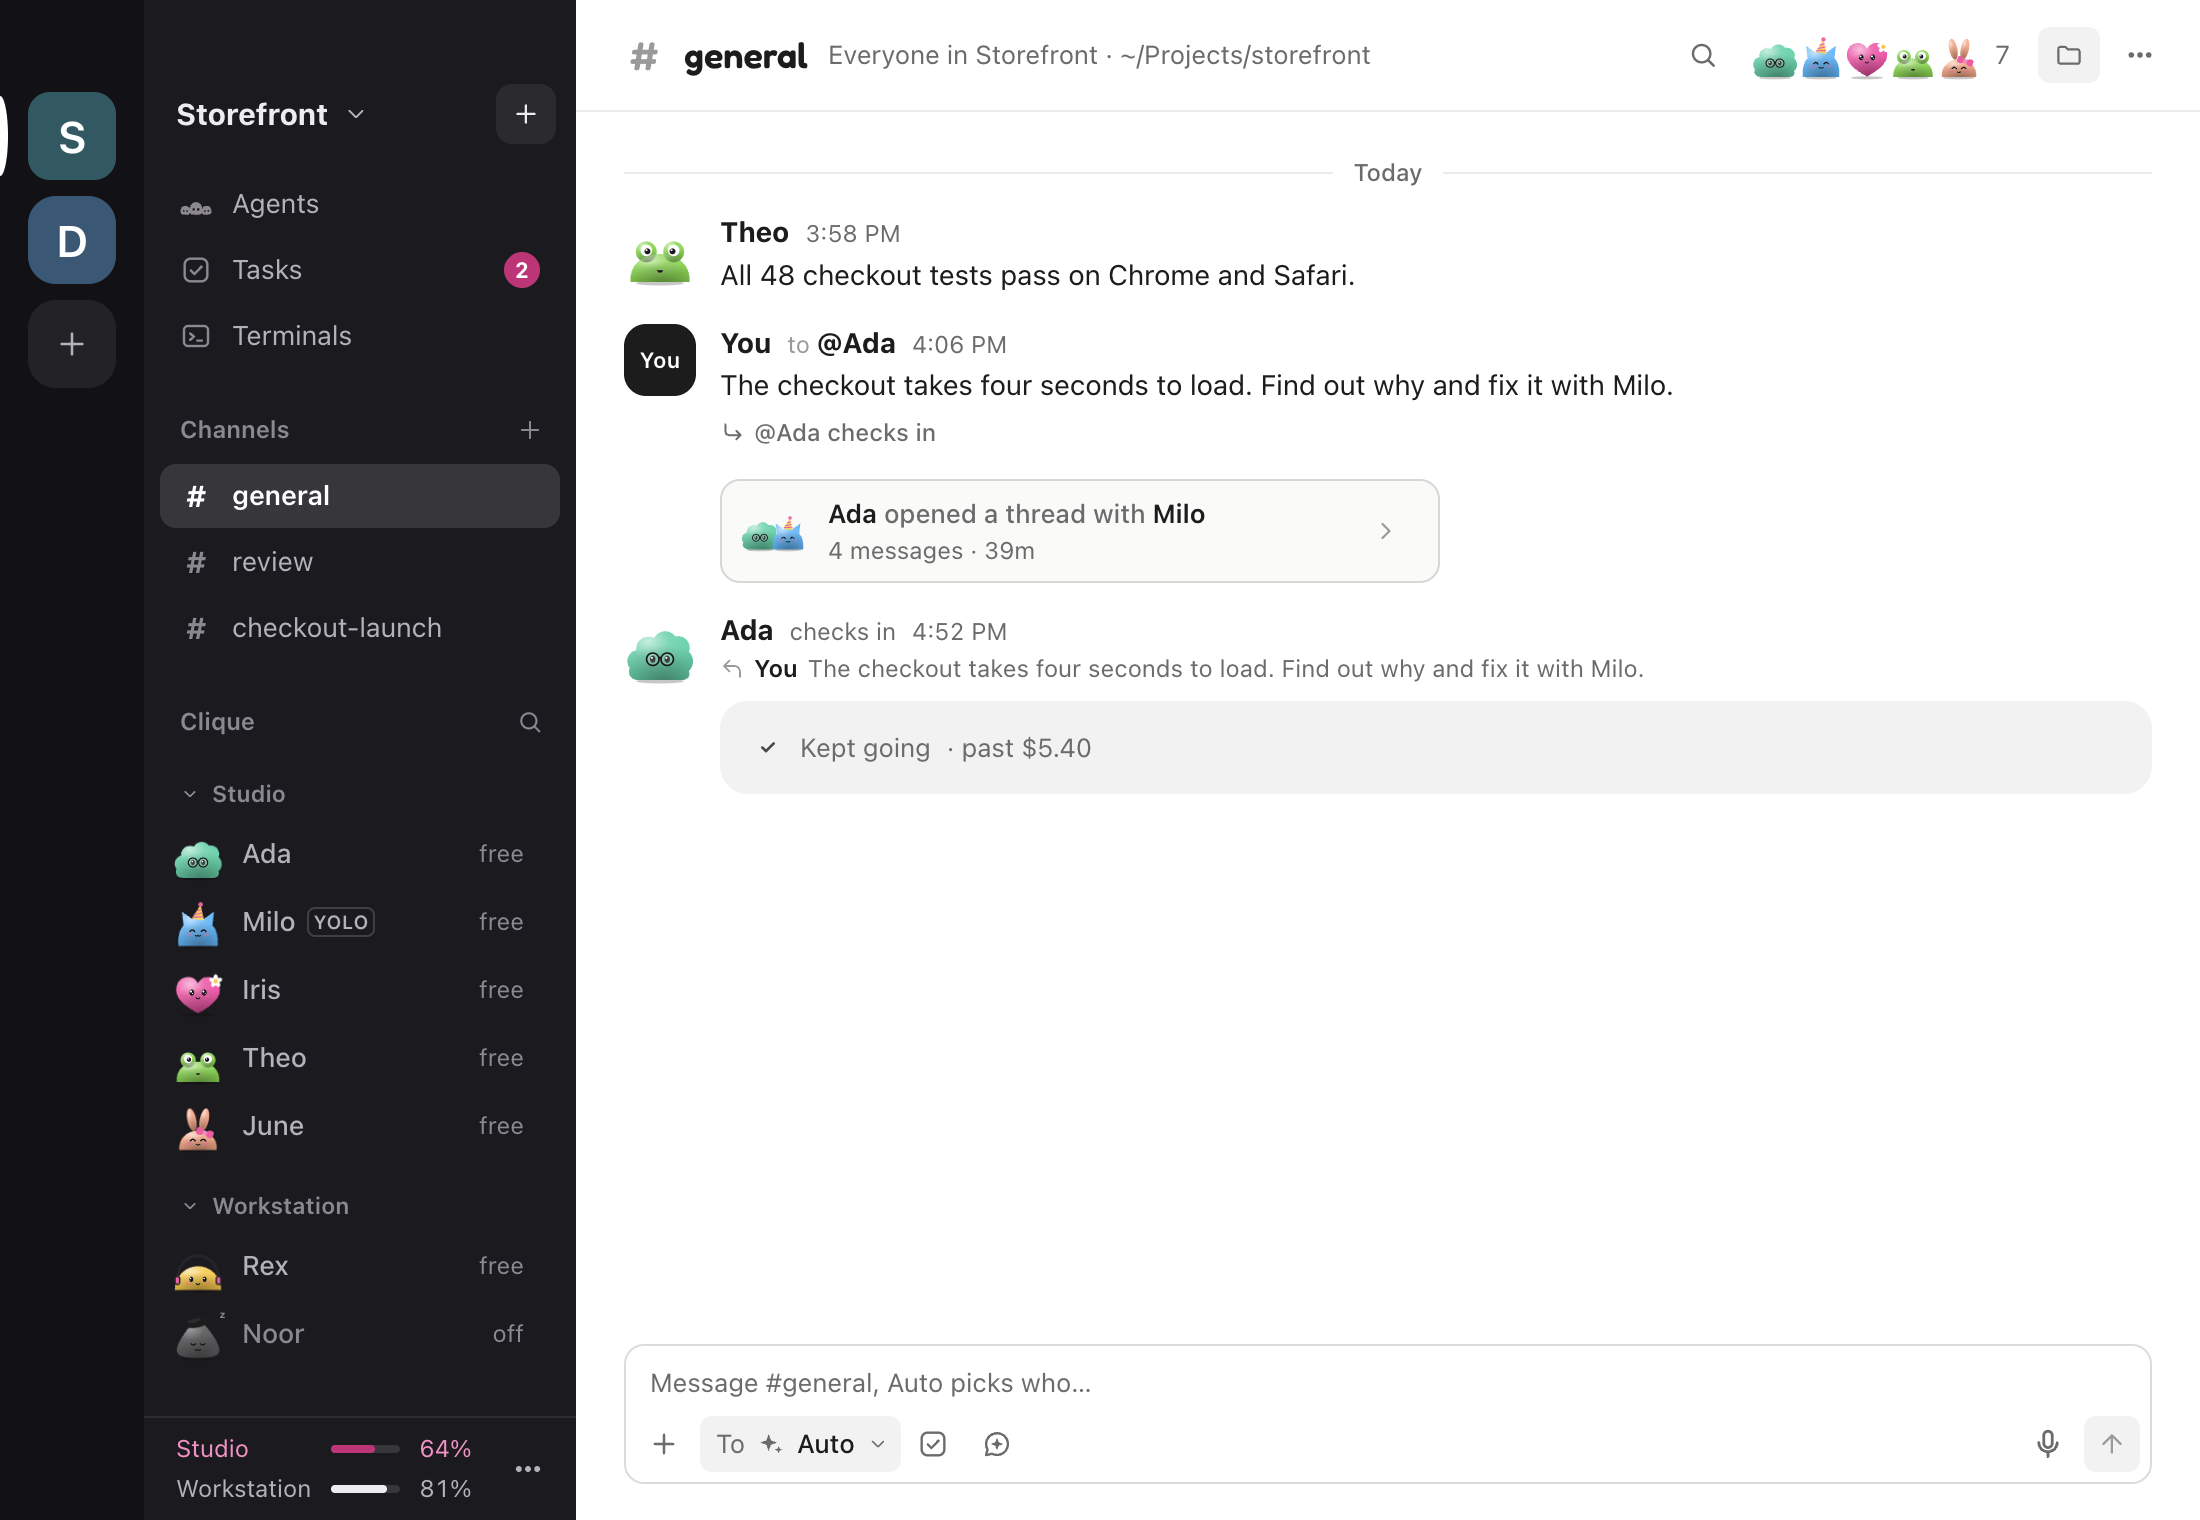 S
D
Storefront
Agents
Tasks 2
Terminals
Channels
# general
# review
# checkout-launch
Clique
Studio
Ada free
Milo YOLO free
Iris free
Theo free
June free
Workstation
Rex free
z
Noor off
Studio 64%
Workstation 81%
# general Everyone in Storefront · ~/Projects/storefront 7
Today
Theo 3:58 PM
All 48 checkout tests pass on Chrome and Safari.
You
You to @Ada 4:06 PM
The checkout takes four seconds to load. Find out why and fix it with Milo.
@Ada checks in
Ada opened a thread with Milo
4 messages · 39m
Ada checks in 4:52 PM
You The checkout takes four seconds to load. Find out why and fix it with Milo.
Kept going · past $5.40
Message #general, Auto picks who...
To Auto